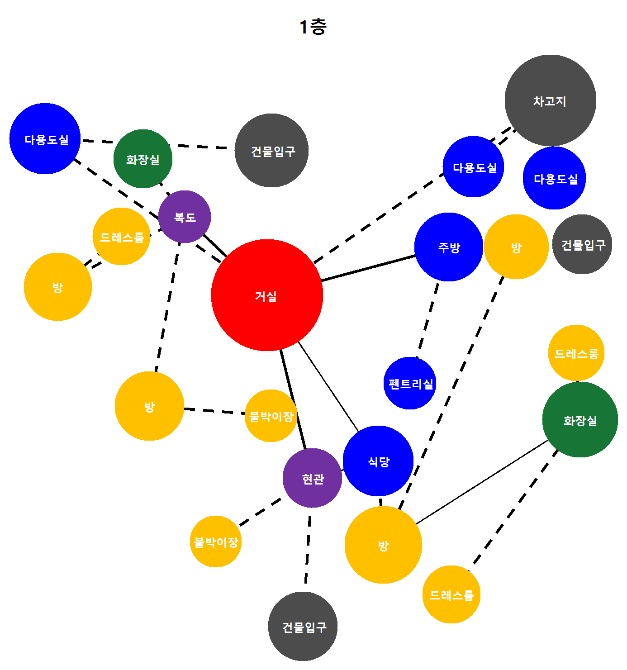 1층
차고지
다용도실
화장실
건물입구
다용도실
다용도실
복도
드레스룸
주방
방
건물입구
방
거실
드레스룸
펜트리실
방
붙박이장
화장실
식당
현관
붙박이장
방
드레스룸
건물입구